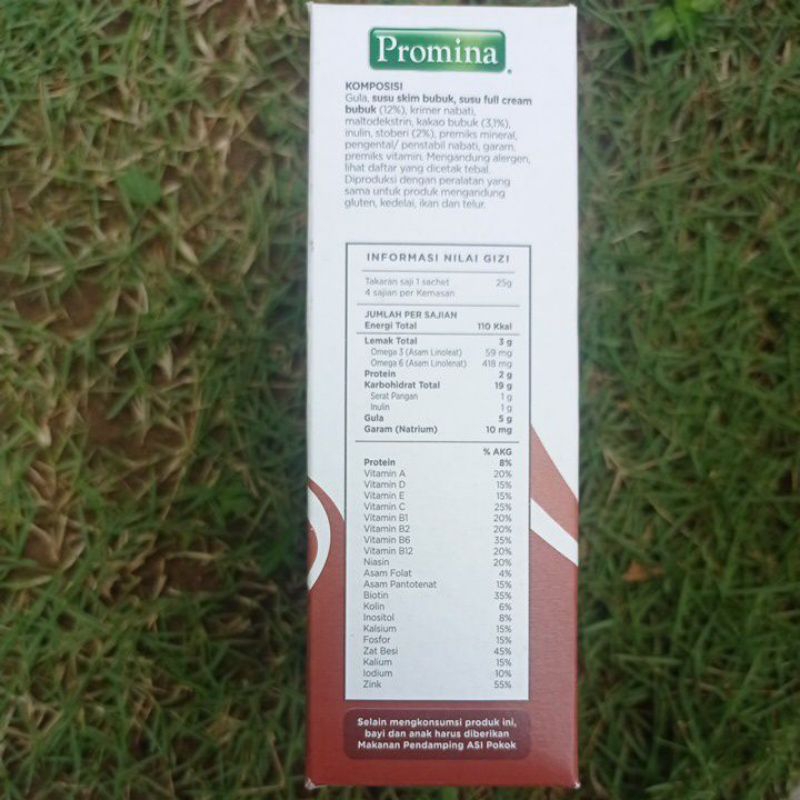 Promina
KOMPOSISI
Gula, susu skim bubuk, susu full cream
bubuk (12%), krimer nabati,
maltodekstrin, kakao bubuk (3,1%),
inulin, stoberi (2%), premiks mineral,
pengental/ penstabil nabati, garam,
premiks vitamin. Mengandung alergen,
lihat daftar yang dicetak tebal.
Diproduksi dengan peralatan yang
sama untuk produk mengandung
gluten, kedelai, ikan dan telur.
INFORMASI NILAI GIZI
Takaran saji 1 sachet 25g
4 sajian per Kemasan
JUMLAH PER SAJIAN
Energi Total 110 Kkal
Lemak Total 3 g
Omega 3 (Asam Linoleat) 59 mg
Omega 6 (Asam Linolenat) 418 mg
Protein 2 g
Karbohidrat Total 19 g
Serat Pangan 1 g
Inulin 1 g
Gula 5 g
Garam (Natrium) 10 mg
% AKG
Protein 8%
Vitamin A 20%
Vitamin D 15%
Vitamin E 15%
Vitamin C 25%
Vitamin B1 20%
Vitamin B2 20%
Vitamin B6 35%
Vitamin B12 20%
Niasin 20%
Asam Folat 4%
Asam Pantotenat 15%
Biotin 35%
Kolin 6%
Inositol 8%
Kalsium 15%
Fosfor 15%
Zat Besi 45%
Kalium 15%
Iodium 10%
Zink 55%
Selain mengkonsumsi produk ini,
bayi dan anak harus diberikan
Makanan Pendamping ASI Pokok